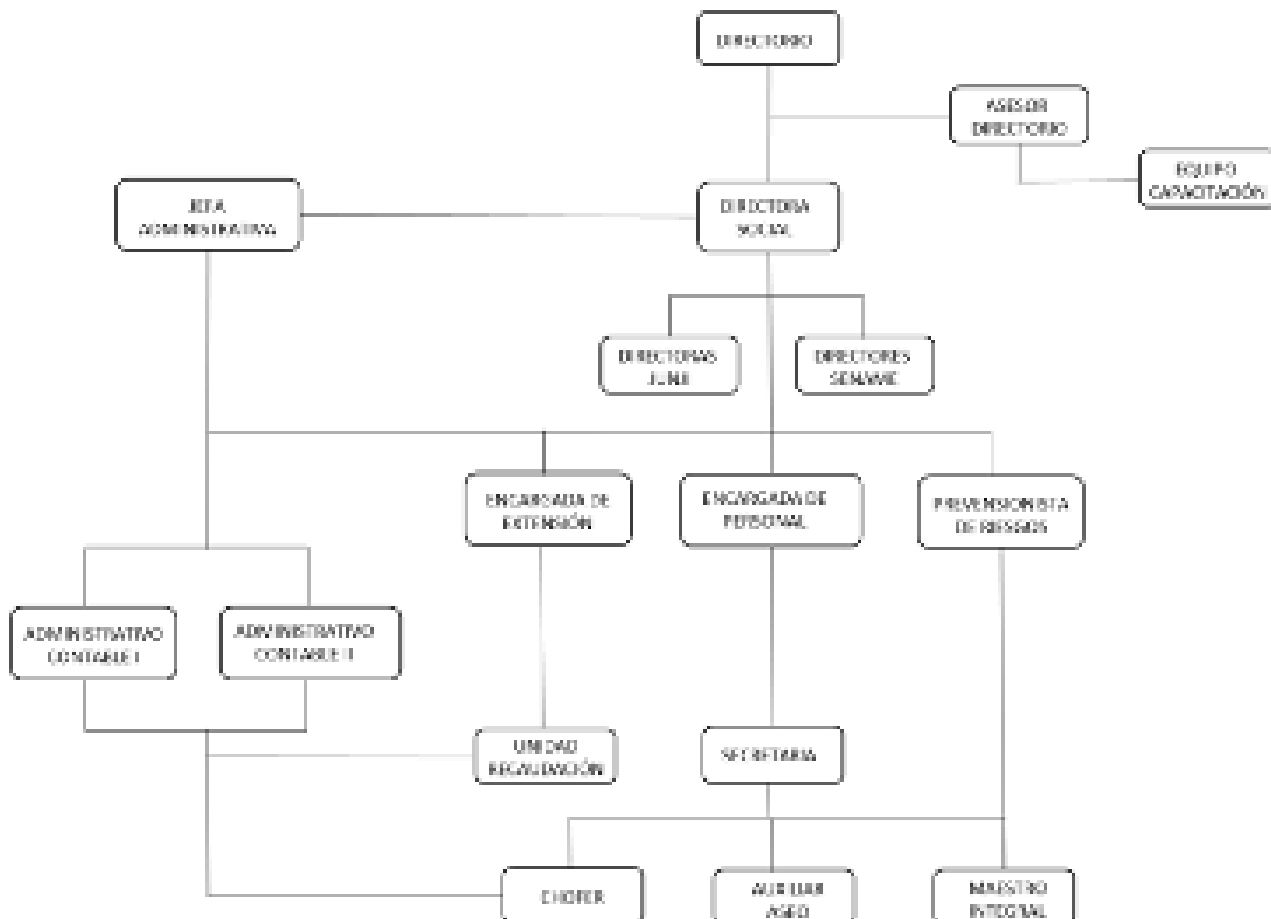 DIRECTORIO
ASESOR
DIRECTORIO
EQUIPO
CAPACITACIÓN
JEFA
ADMINISTRATIVA
DIRECTORA
SOCIAL
DIRECTORAS
JUNJI
DIRECTORES
SENAME
ENCARGADA DE
EXTENSIÓN
ENCARGADA DE
PERSONAL
PREVENSIONISTA
DE RIESGOS
ADMINISTRATIVO
CONTABLE I
ADMINISTRATIVO
CONTABLE II
UNIDAD
RECAUDACIÓN
SECRETARIA
CHOFER
AUXILIAR
ASEO
MAESTRO
INTEGRAL